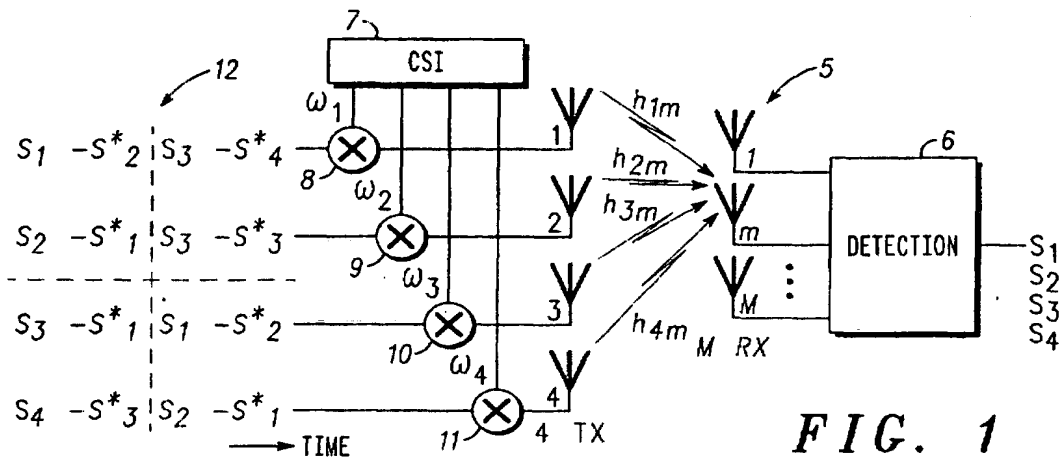 7
CSI
12
5
ω1
h1m
S1 -S*2 S3 -S*4
8
1
1
6
ω2
h2m
S2 -S*1 S3 -S*3
9
2
h3m
m
DETECTION
S1
S2
S3
S4
ω3
S3 -S*1 S1 -S*2
10
3
M
h4m
M RX
ω4
S4 -S*3 S2 -S*1
11
4
4 TX
TIME
FIG. 1